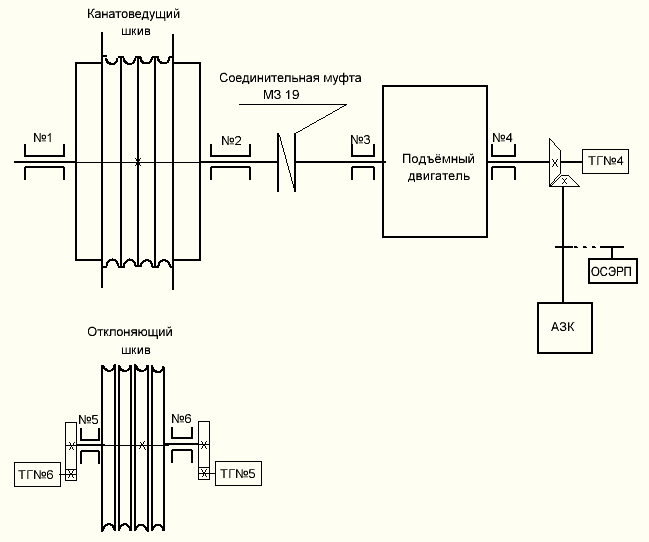 Канатоведущий
шкив
Соединительная муфта
МЗ 19
№1
№2
№3
№4
Подъёмный
двигатель
ТГ№4
ОСЭРП
АЗК
Отклоняющий
шкив
№5
№6
ТГ№6
ТГ№5